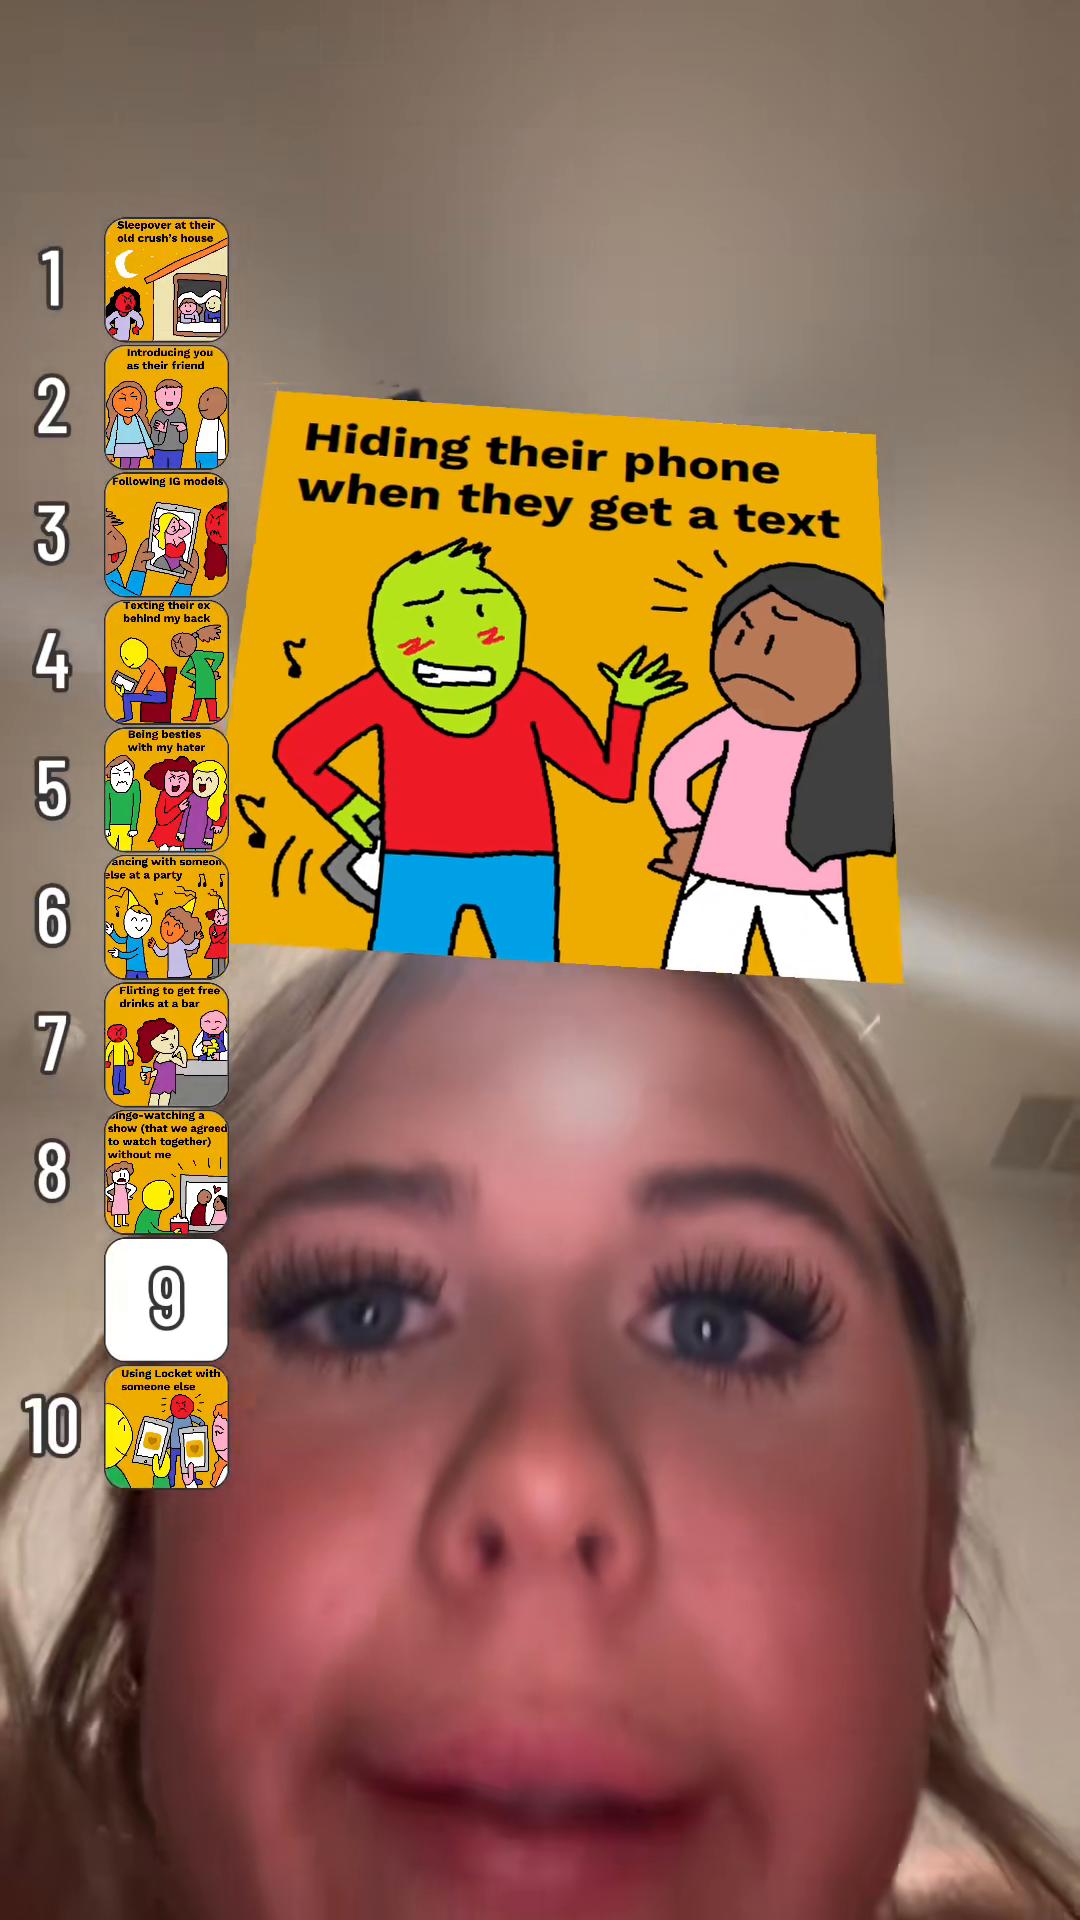 1
Sleepover at their
old crush's house
2
Introducing you
as their friend
3
Following IG models
4
Texting their ex
behind my back
5
Being besties
with my hater
6
ancing with someon
else at a party
7
Flirting to get free
drinks at a bar
8
inge-watching a
show (that we agreed
to watch together)
without me
9
10
Using Locket with
someone else
Hiding their phone
when they get a text